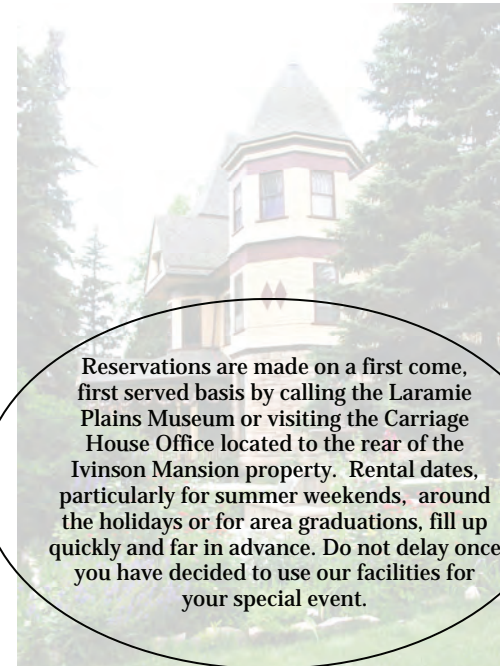 Reservations are made on a first come,
first served basis by calling the Laramie
Plains Museum or visiting the Carriage
House Office located to the rear of the
Ivinson Mansion property.  Rental dates,
particularly for summer weekends,  around
the holidays or for area graduations, fill up
quickly and far in advance. Do not delay once
you have decided to use our facilities for
your special event.